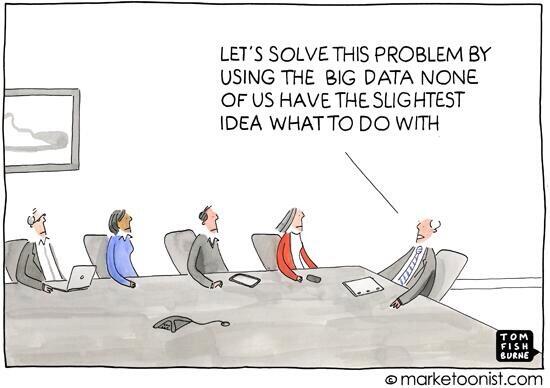 LET'S SOLVE THIS PROBLEM BY
USING THE BIG DATA NONE
OF US HAVE THE SLIGHTEST
IDEA WHAT TO DO WITH
TOM
FISH
BURNE
© marketoonist.com